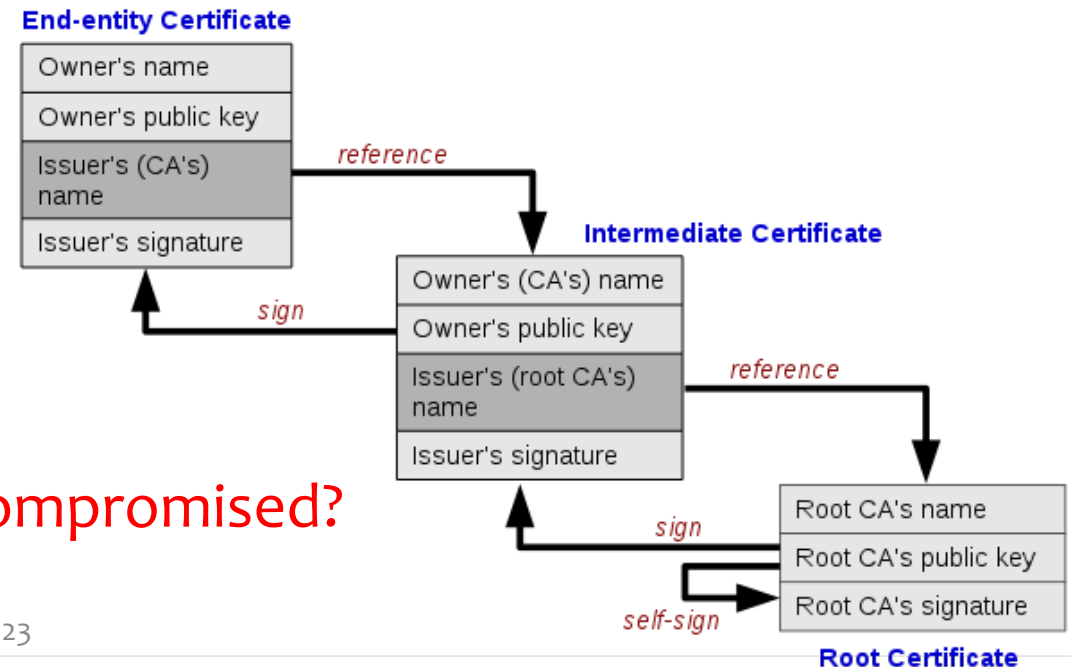 End-entity Certificate
Owner's name
Owner's public key
Issuer's (CA's)
name
Issuer's signature
reference
sign
Intermediate Certificate
Owner's (CA's) name
Owner's public key
Issuer's (root CA's)
name
Issuer's signature
reference
sign
self-sign
Root CA's name
Root CA's public key
Root CA's signature
Root Certificate
ompromised?
23